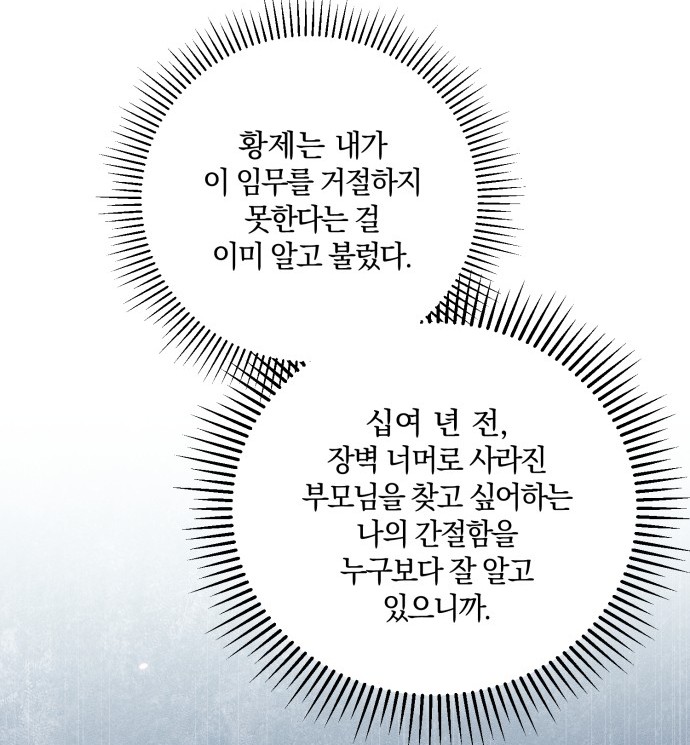 황제는 내가
이 임무를 거절하지
못한다는 걸
이미 알고 불렀다.
십여 년 전,
장벽 너머로 사라진
부모님을 찾고 싶어하는
나의 간절함을
누구보다 잘 알고
있으니까.